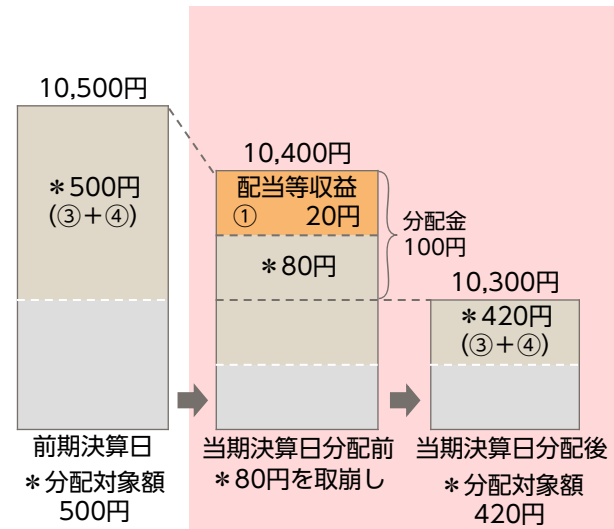 10,500円
＊500円
(③＋④)
前期決算日
＊分配対象額
500円
10,400円
配当等収益
① 20円
＊80円
分配金
100円
当期決算日分配前
＊80円を取崩し
10,300円
＊420円
(③＋④)
当期決算日分配後
＊分配対象額
420円